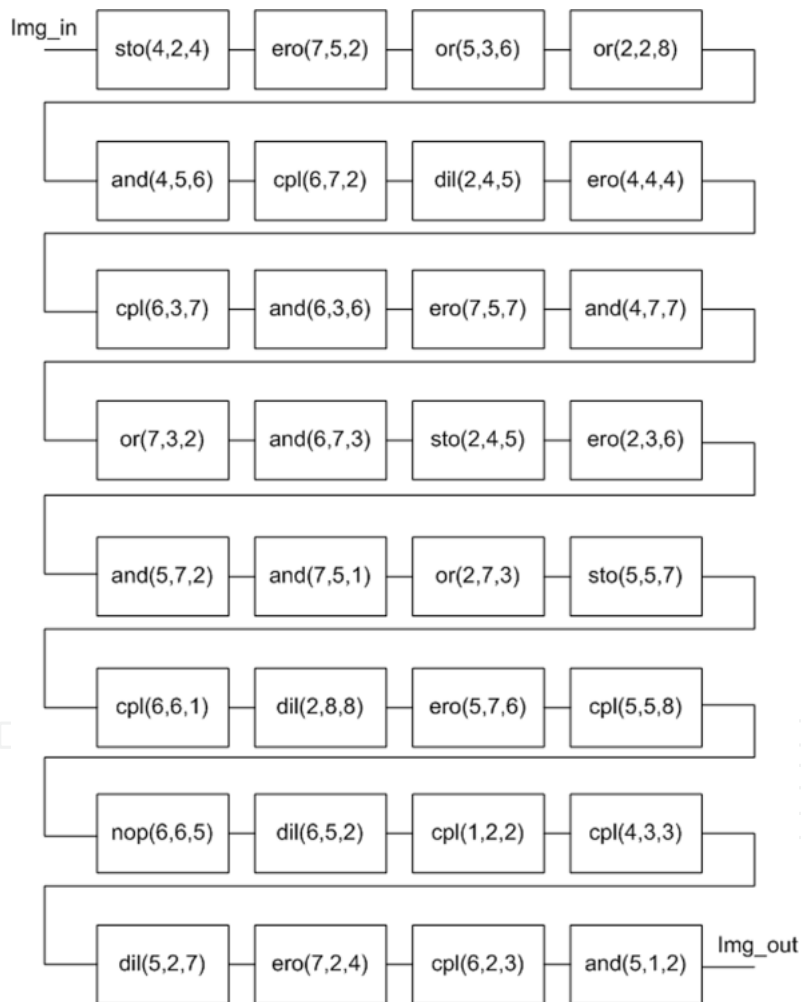 Img_in
sto(4,2,4) ero(7,5,2) or(5,3,6) or(2,2,8)
and(4,5,6) cpl(6,7,2) dil(2,4,5) ero(4,4,4)
cpl(6,3,7) and(6,3,6) ero(7,5,7) and(4,7,7)
or(7,3,2) and(6,7,3) sto(2,4,5) ero(2,3,6)
and(5,7,2) and(7,5,1) or(2,7,3) sto(5,5,7)
cpl(6,6,1) dil(2,8,8) ero(5,7,6) cpl(5,5,8)
nop(6,6,5) dil(6,5,2) cpl(1,2,2) cpl(4,3,3)
dil(5,2,7) ero(7,2,4) cpl(6,2,3) and(5,1,2)
Img_out